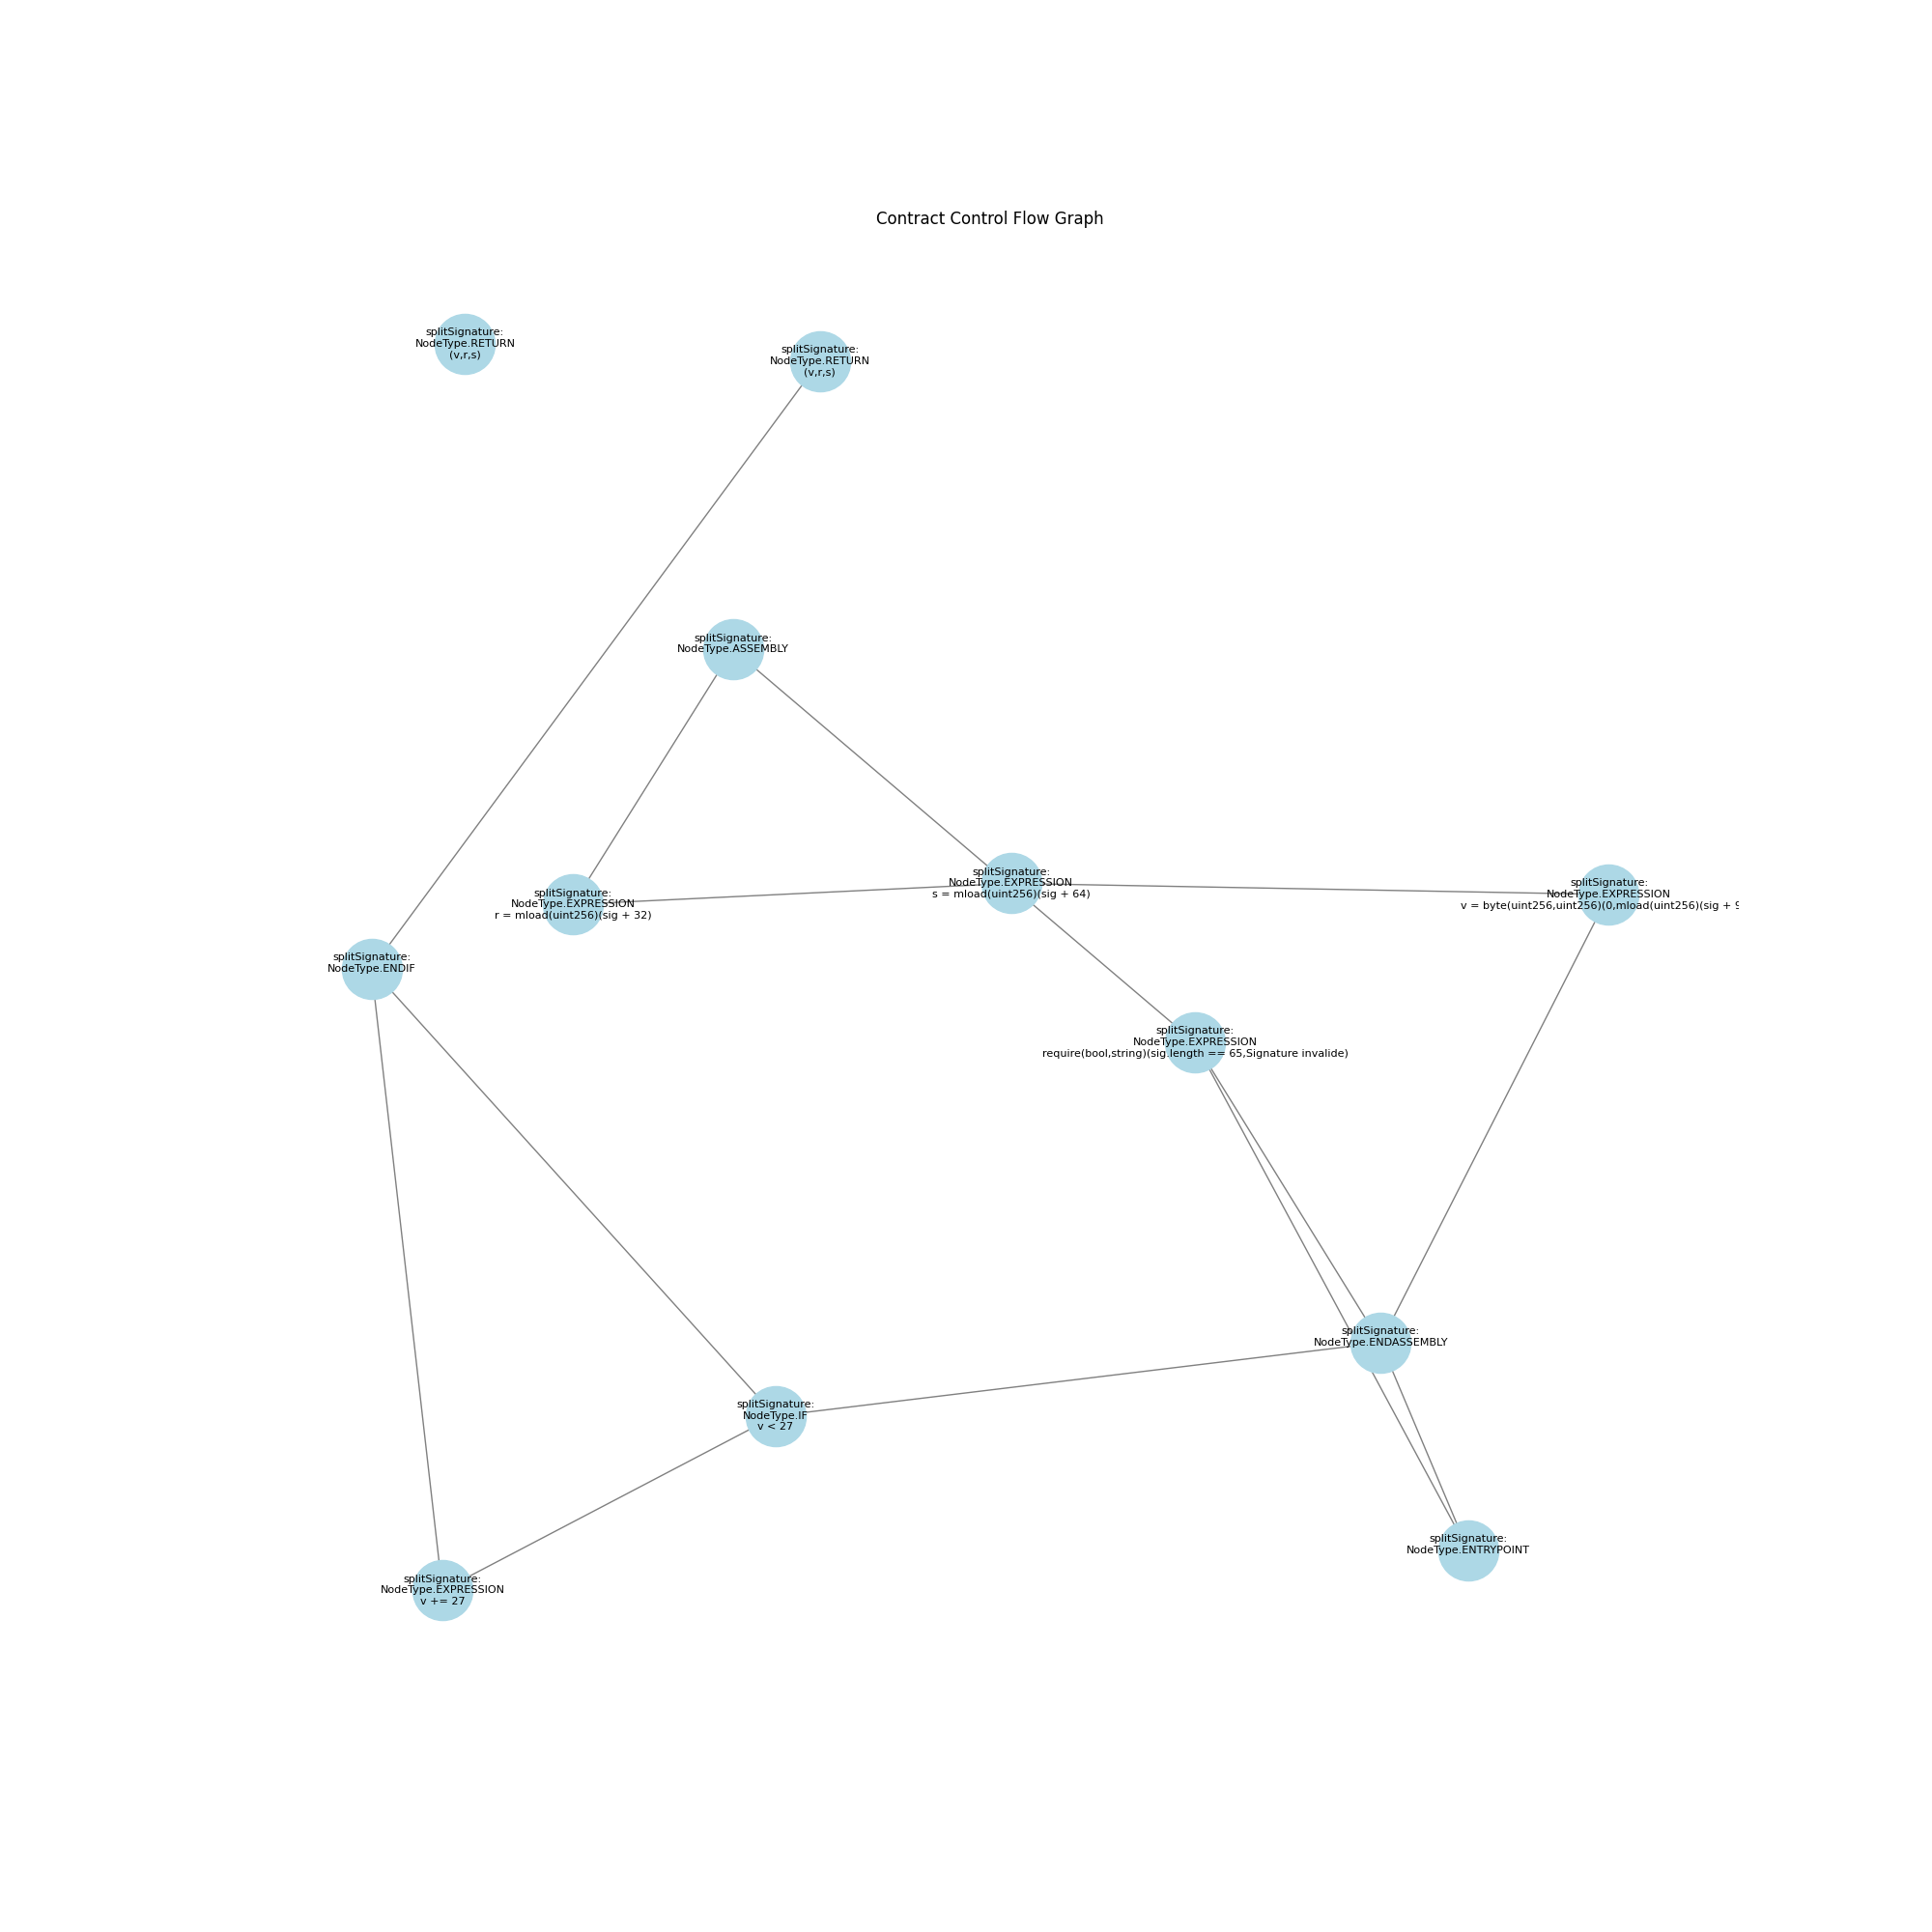 Contract Control Flow Graph
splitSignature:
NodeType.RETURN
(v,r,s)
splitSignature:
NodeType.RETURN
(v,r,s)
splitSignature:
NodeType.ASSEMBLY
splitSignature:
NodeType.EXPRESSION
s = mload(uint256)(sig + 64)
splitSignature:
NodeType.EXPRESSION
v = byte(uint256,uint256)(0,mload(uint256)(sig +
splitSignature:
NodeType.EXPRESSION
r = mload(uint256)(sig + 32)
splitSignature:
NodeType.ENDIF
splitSignature:
NodeType.EXPRESSION
require(bool,string)(sig.length == 65,Signature invalide)
splitSignature:
NodeType.ENDASSEMBLY
splitSignature:
NodeType.IF
v < 27
splitSignature:
NodeType.ENTRYPOINT
splitSignature:
NodeType.EXPRESSION
v += 27